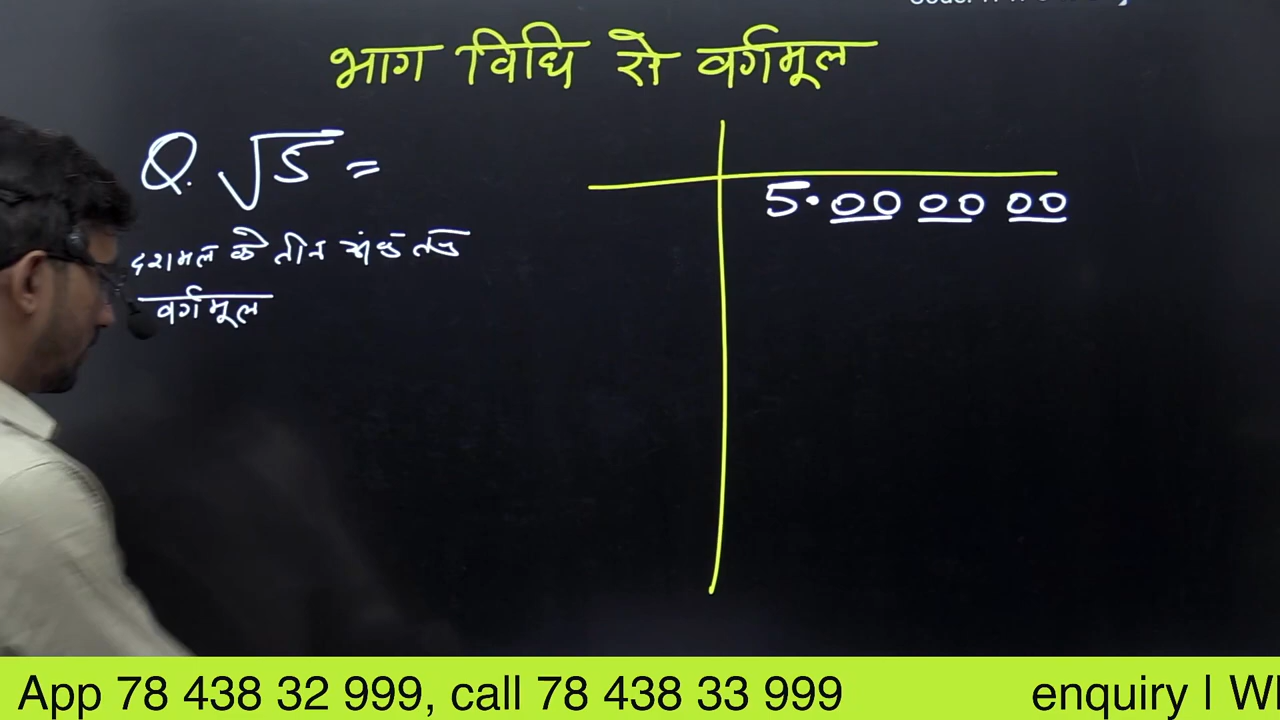 भाग विधि से वर्गमूल
Q. √5 =
5.00 00 00
दशमलव के तीन अंक तक
वर्गमूल
App 78 438 32 999, call 78 438 33 999 enquiry